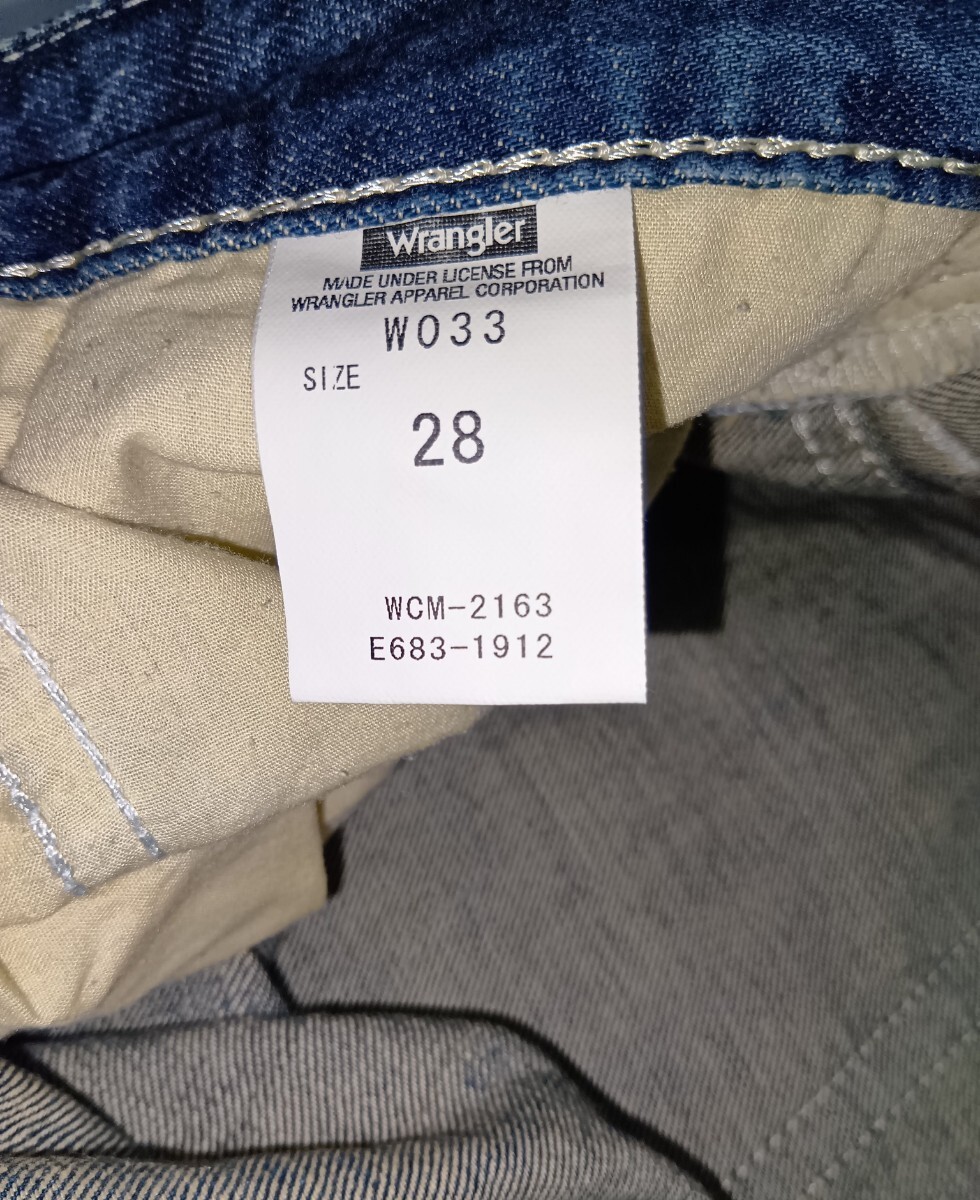 Wrangler
MADE UNDER LICENSE FROM
WRANGLER APPAREL CORPORATION
W033
SIZE
28
WCM-2163
E683-1912